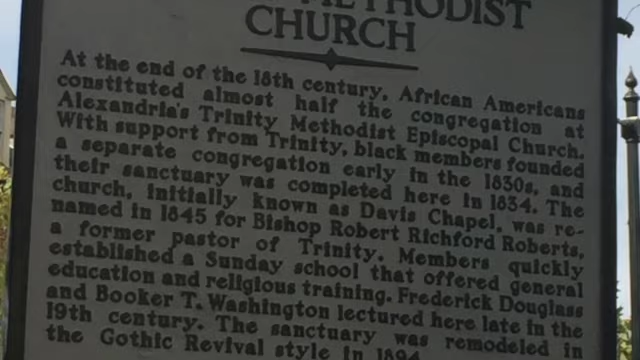 METHODIST
CHURCH
At the end of the 18th century, African Americans
constituted almost half the congregation at
Alexandria's Trinity Methodist Episcopal Church.
With support from Trinity, black members founded
a separate congregation early in the 1830s, and
their sanctuary was completed here in 1834. The
church, initially known as Davis Chapel, was re-
named in 1845 for Bishop Robert Richford Roberts,
a former pastor of Trinity. Members quickly
established a Sunday school that offered general
education and religious training. Frederick Douglass
and Booker T. Washington lectured here late in the
19th century. The sanctuary was remodeled in
the Gothic Revival style in 1894.